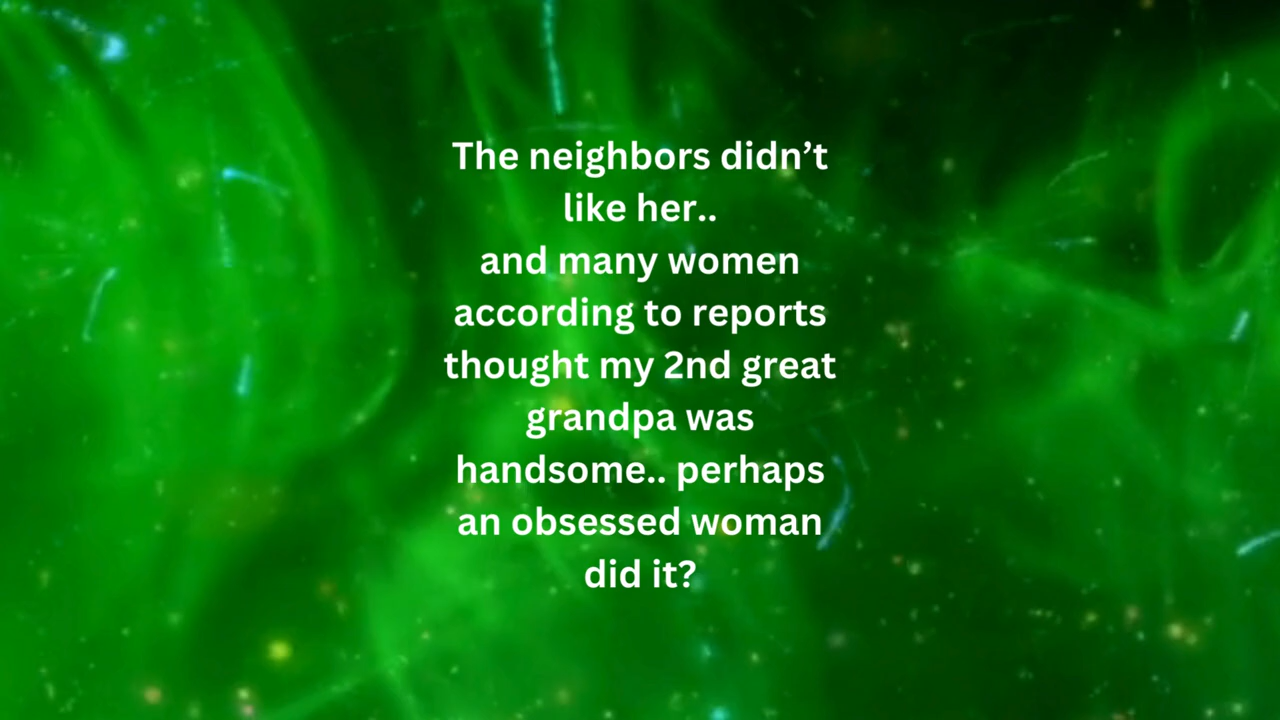 The neighbors didn’t
like her..
and many women
according to reports
thought my 2nd great
grandpa was
handsome.. perhaps
an obsessed woman
did it?